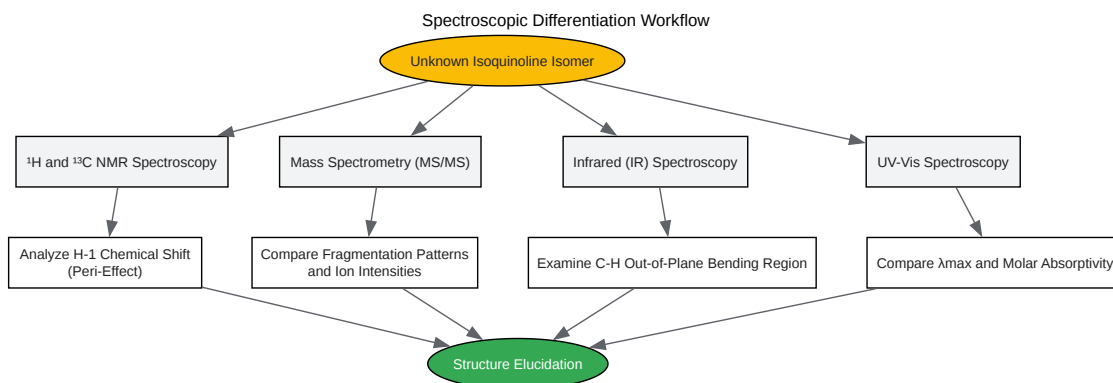 Spectroscopic Differentiation Workflow
Unknown Isoquinoline Isomer
¹H and ¹³C NMR Spectroscopy
Mass Spectrometry (MS/MS)
Infrared (IR) Spectroscopy
UV-Vis Spectroscopy
Analyze H-1 Chemical Shift
(Peri-Effect)
Compare Fragmentation Patterns
and Ion Intensities
Examine C-H Out-of-Plane Bending Region
Compare λmax and Molar Absorptivity
Structure Elucidation